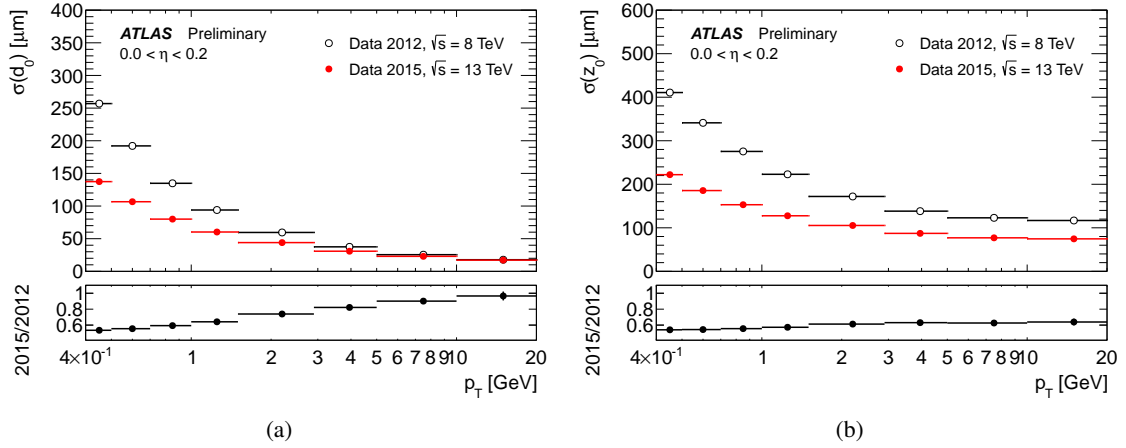 σ(d₀) [μm]
400
350
300
250
200
150
100
50
0
ATLAS Preliminary
0.0 < η < 0.2
Data 2012, √s = 8 TeV
Data 2015, √s = 13 TeV
2015/2012
1
0.8
0.6
4×10⁻¹ 1 2 3 4 5 6 7 8 9 10 20
p_T [GeV]
(a)
σ(z₀) [μm]
600
500
400
300
200
100
0
ATLAS Preliminary
0.0 < η < 0.2
Data 2012, √s = 8 TeV
Data 2015, √s = 13 TeV
2015/2012
1
0.8
0.6
4×10⁻¹ 1 2 3 4 5 6 7 8 9 10 20
p_T [GeV]
(b)